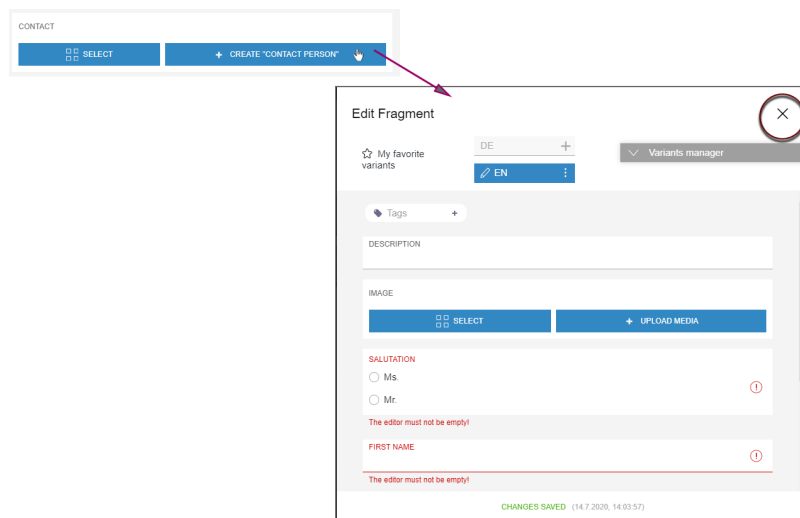 CONTACT
SELECT
+ CREATE "CONTACT PERSON"
Edit Fragment
My favorite
variants
DE +
EN
Variants manager
Tags +
DESCRIPTION
IMAGE
SELECT
+ UPLOAD MEDIA
SALUTATION
Ms.
Mr.
The editor must not be empty!
FIRST NAME
The editor must not be empty!
CHANGES SAVED (14.7.2020, 14:03:57)